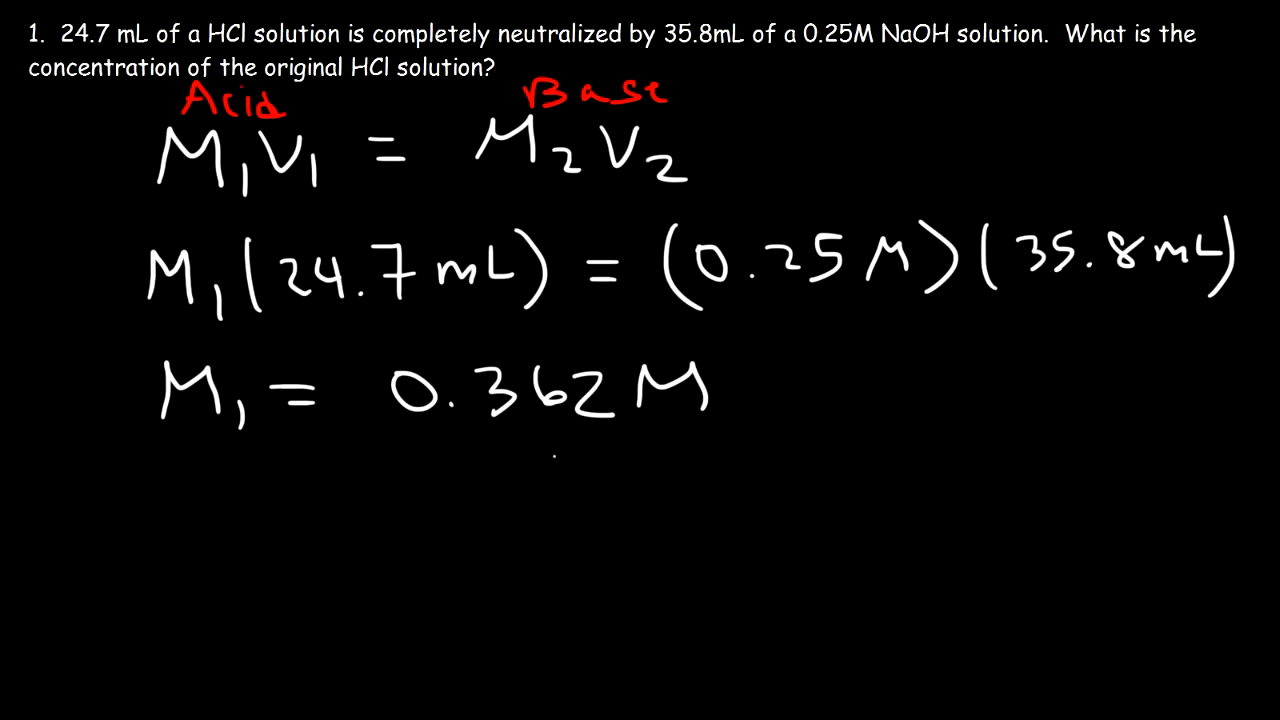 1. 24.7 mL of a HCl solution is completely neutralized by 35.8mL of a 0.25M NaOH solution. What is the
concentration of the original HCl solution?
Acid Base
M₁V₁ = M₂V₂
M₁(24.7 mL) = (0.25 M)(35.8 mL)
M₁ = 0.362 M